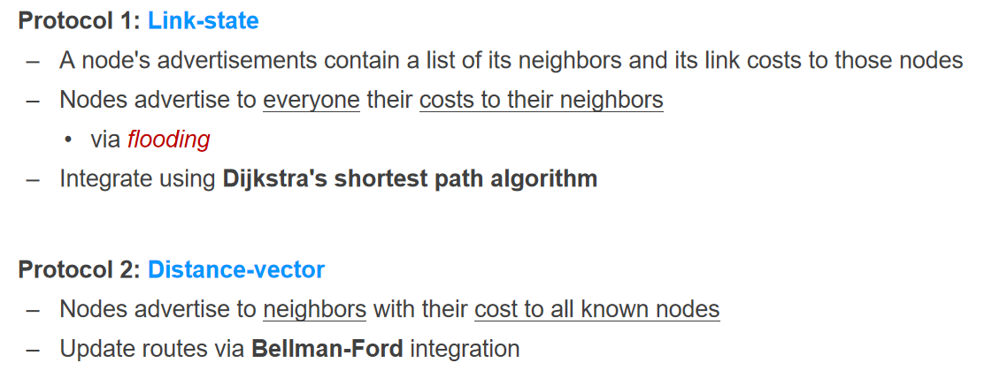 Protocol 1: Link-state
– A node's advertisements contain a list of its neighbors and its link costs to those nodes
– Nodes advertise to everyone their costs to their neighbors
• via flooding
– Integrate using Dijkstra's shortest path algorithm
Protocol 2: Distance-vector
– Nodes advertise to neighbors with their cost to all known nodes
– Update routes via Bellman-Ford integration